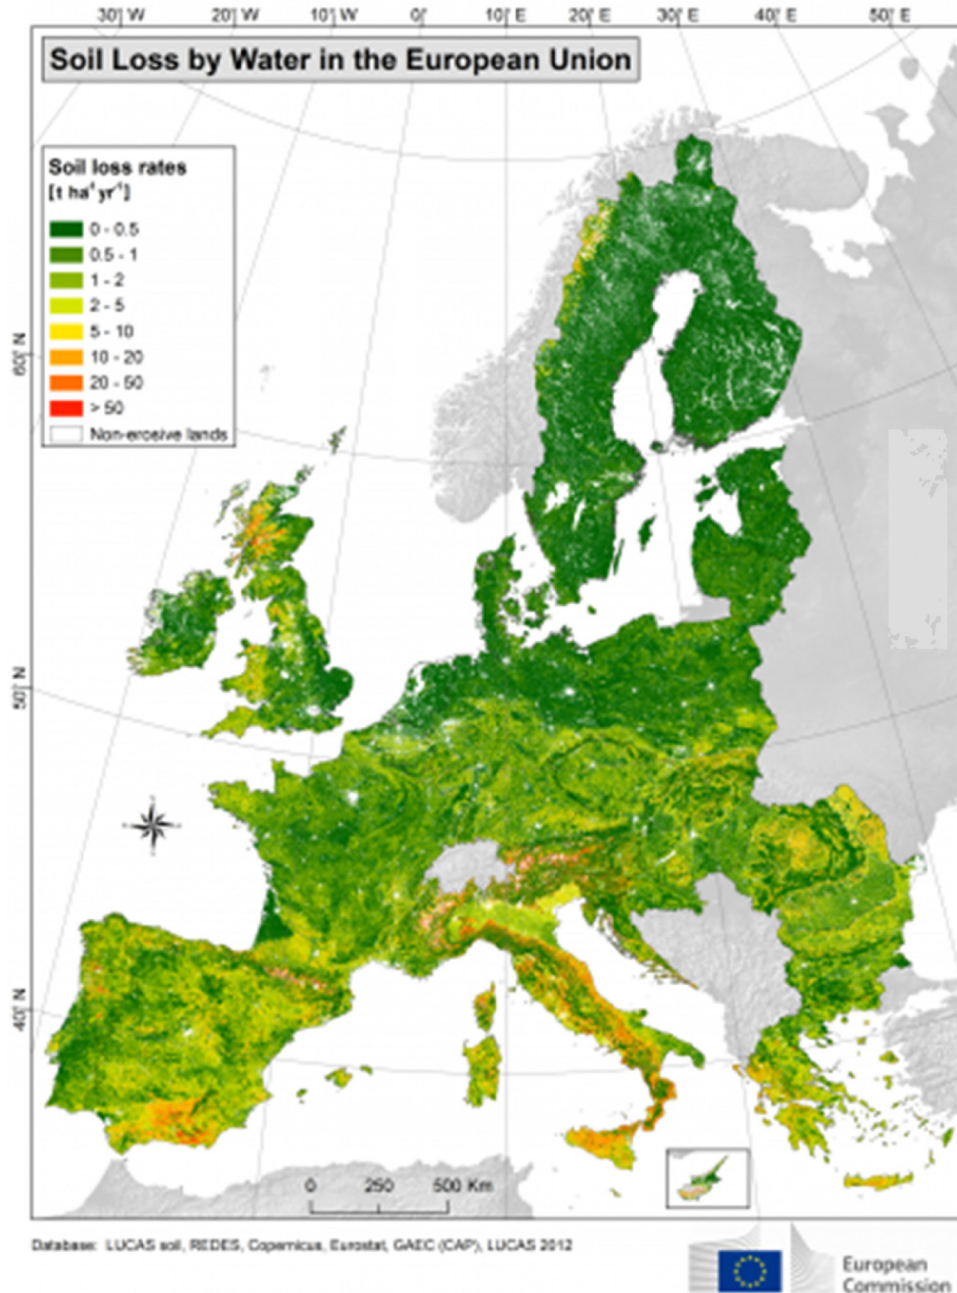 30° W 20° W 10° W 0° 10° E 20° E 30° E 40° E 50° E
Soil Loss by Water in the European Union
Soil loss rates
[t ha⁻¹ yr⁻¹]
0 - 0.5
0.5 - 1
1 - 2
2 - 5
5 - 10
10 - 20
20 - 50
> 50
Non-erosive lands
60° N
50° N
40° N
0 250 500 Km
Database: LUCAS soil, REDES, Copernicus, Eurostat, GAEC (CAP), LUCAS 2012
European
Commission